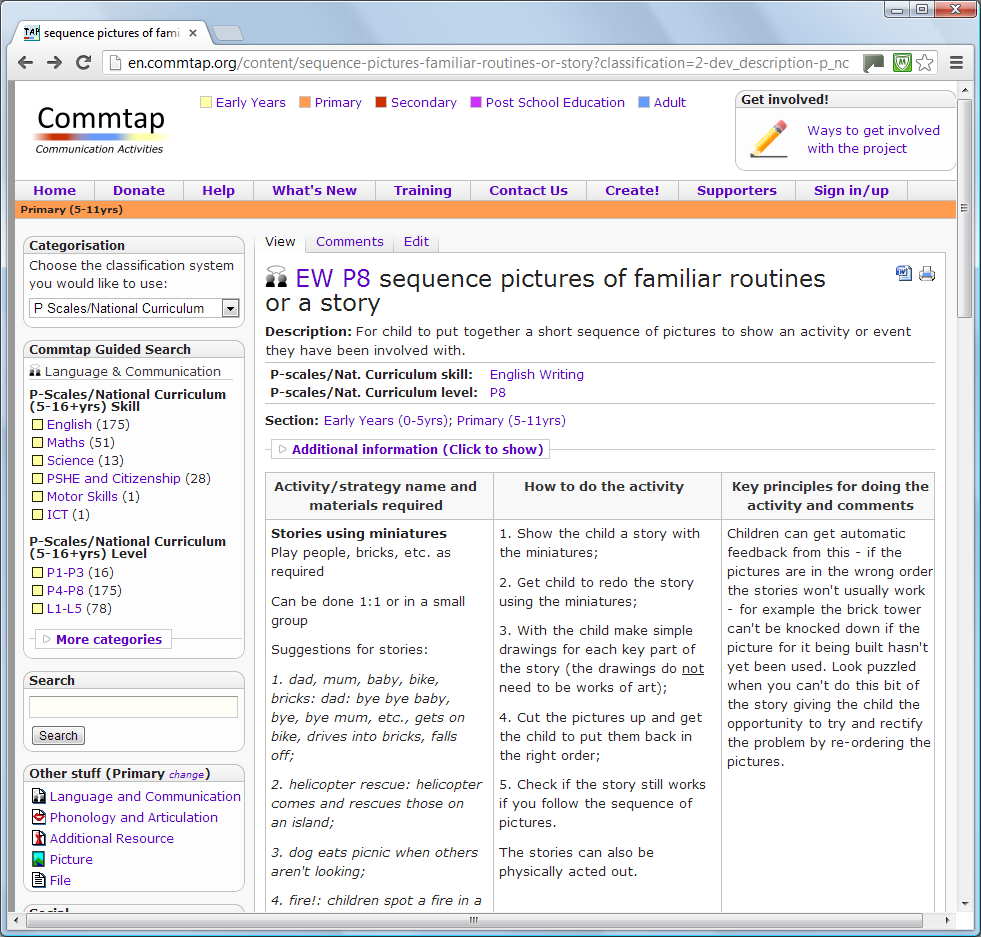 TAP sequence pictures of fami
en.commtap.org/content/sequence-pictures-familiar-routines-or-story?classification=2-dev_description-p_nc
Commtap
Communication Activities
Early Years Primary Secondary Post School Education Adult
Get involved!
Ways to get involved
with the project
Home Donate Help What's New Training Contact Us Create! Supporters Sign in/up
Primary (5-11yrs)
Categorisation
Choose the classification system
you would like to use:
P Scales/National Curriculum
Commtap Guided Search
Language & Communication
P-Scales/National Curriculum
(5-16+yrs) Skill
English (175)
Maths (51)
Science (13)
PSHE and Citizenship (28)
Motor Skills (1)
ICT (1)
P-Scales/National Curriculum
(5-16+yrs) Level
P1-P3 (16)
P4-P8 (175)
L1-L5 (78)
More categories
Search
Search
Other stuff (Primary change)
Language and Communication
Phonology and Articulation
Additional Resource
Picture
File
Social
View Comments Edit
EW P8 sequence pictures of familiar routines
or a story
Description: For child to put together a short sequence of pictures to show an activity or event
they have been involved with.
P-scales/Nat. Curriculum skill: English Writing
P-scales/Nat. Curriculum level: P8
Section: Early Years (0-5yrs); Primary (5-11yrs)
Additional information (Click to show)
Activity/strategy name and
materials required
How to do the activity
Key principles for doing the
activity and comments
Stories using miniatures
Play people, bricks, etc. as
required
Can be done 1:1 or in a small
group
Suggestions for stories:
1. dad, mum, baby, bike,
bricks: dad: bye bye baby,
bye, bye mum, etc., gets on
bike, drives into bricks, falls
off;
2. helicopter rescue: helicopter
comes and rescues those on
an island;
3. dog eats picnic when others
aren't looking;
4. fire!: children spot a fire in a
1. Show the child a story with
the miniatures;
2. Get child to redo the story
using the miniatures;
3. With the child make simple
drawings for each key part of
the story (the drawings do not
need to be works of art);
4. Cut the pictures up and get
the child to put them back in
the right order;
5. Check if the story still works
if you follow the sequence of
pictures.
The stories can also be
physically acted out.
Children can get automatic
feedback from this - if the
pictures are in the wrong order
the stories won't usually work
- for example the brick tower
can't be knocked down if the
picture for it being built hasn't
yet been used. Look puzzled
when you can't do this bit of
the story giving the child the
opportunity to try and rectify
the problem by re-ordering the
pictures.